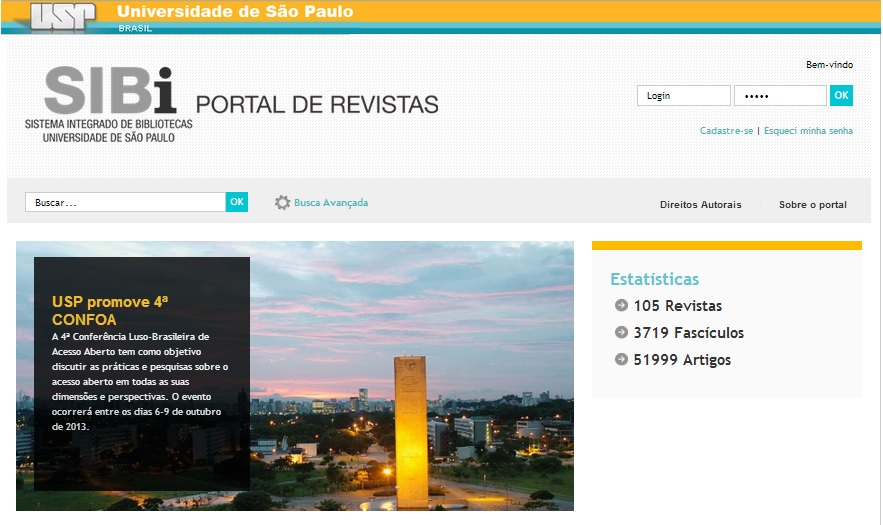 USP
Universidade de São Paulo
BRASIL
Bem-vindo
SIBi
PORTAL DE REVISTAS
SISTEMA INTEGRADO DE BIBLIOTECAS
UNIVERSIDADE DE SÃO PAULO
Login
•••••
OK
Cadastre-se | Esqueci minha senha
Buscar...
OK
Busca Avançada
Direitos Autorais
Sobre o portal
USP promove 4ª
CONFOA
A 4ª Conferência Luso-Brasileira de
Acesso Aberto tem como objetivo
discutir as práticas e pesquisas sobre o
acesso aberto em todas as suas
dimensões e perspectivas. O evento
ocorrerá entre os dias 6-9 de outubro
de 2013.
Estatísticas
105 Revistas
3719 Fascículos
51999 Artigos